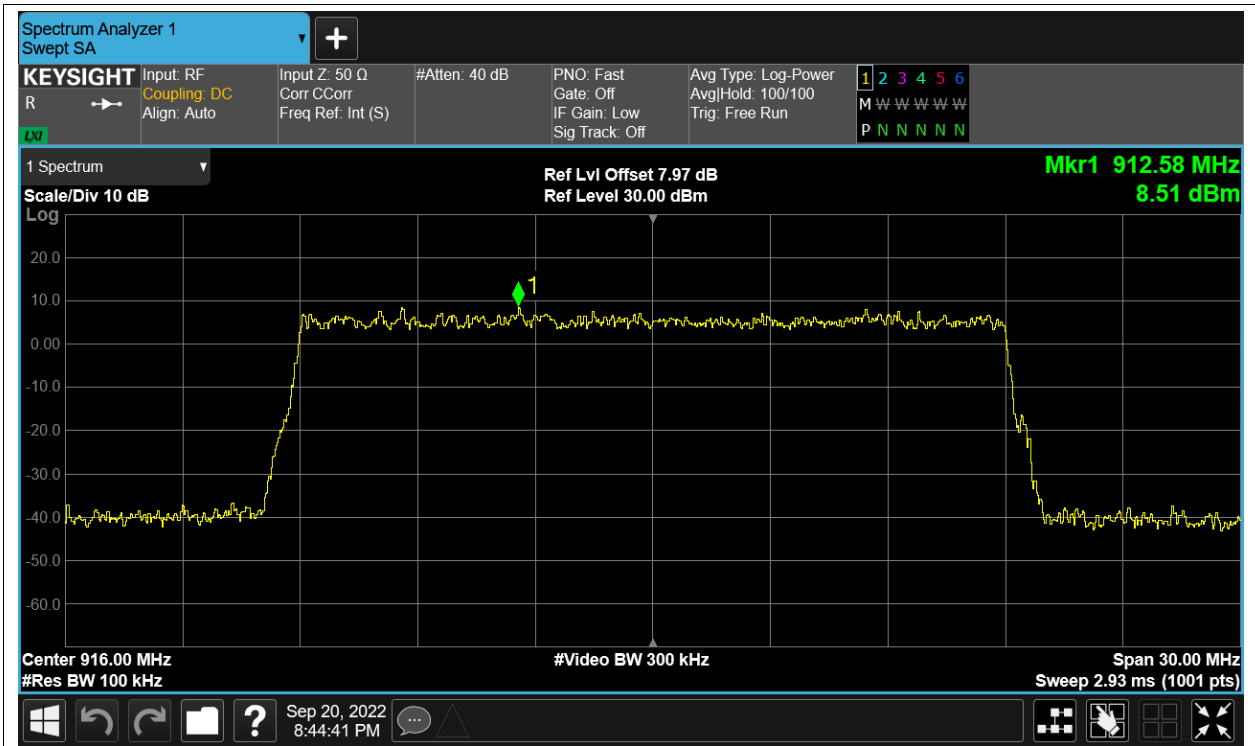 Spectrum Analyzer 1
Swept SA
KEYSIGHT
R
LXI
Input: RF
Coupling: DC
Align: Auto
Input Z: 50 Ω
Corr CCorr
Freq Ref: Int (S)
#Atten: 40 dB
PNO: Fast
Gate: Off
IF Gain: Low
Sig Track: Off
Avg Type: Log-Power
Avg|Hold: 100/100
Trig: Free Run
1 2 3 4 5 6
M W W W W W
P N N N N N
1 Spectrum
Scale/Div 10 dB
Log
Ref Lvl Offset 7.97 dB
Ref Level 30.00 dBm
Mkr1 912.58 MHz
8.51 dBm
20.0
10.0
0.00
-10.0
-20.0
-30.0
-40.0
-50.0
-60.0
1
Center 916.00 MHz
#Res BW 100 kHz
#Video BW 300 kHz
Span 30.00 MHz
Sweep 2.93 ms (1001 pts)
?
Sep 20, 2022
8:44:41 PM